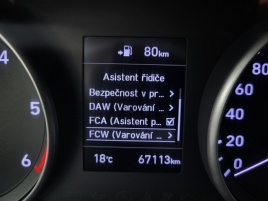 80km
Asistent řidiče
Bezpečnost v pr...
DAW (Varování ...
FCA (Asistent p...
FCW (Varování ...
18°C 67113km
4
5
6
80
60
40
20
0